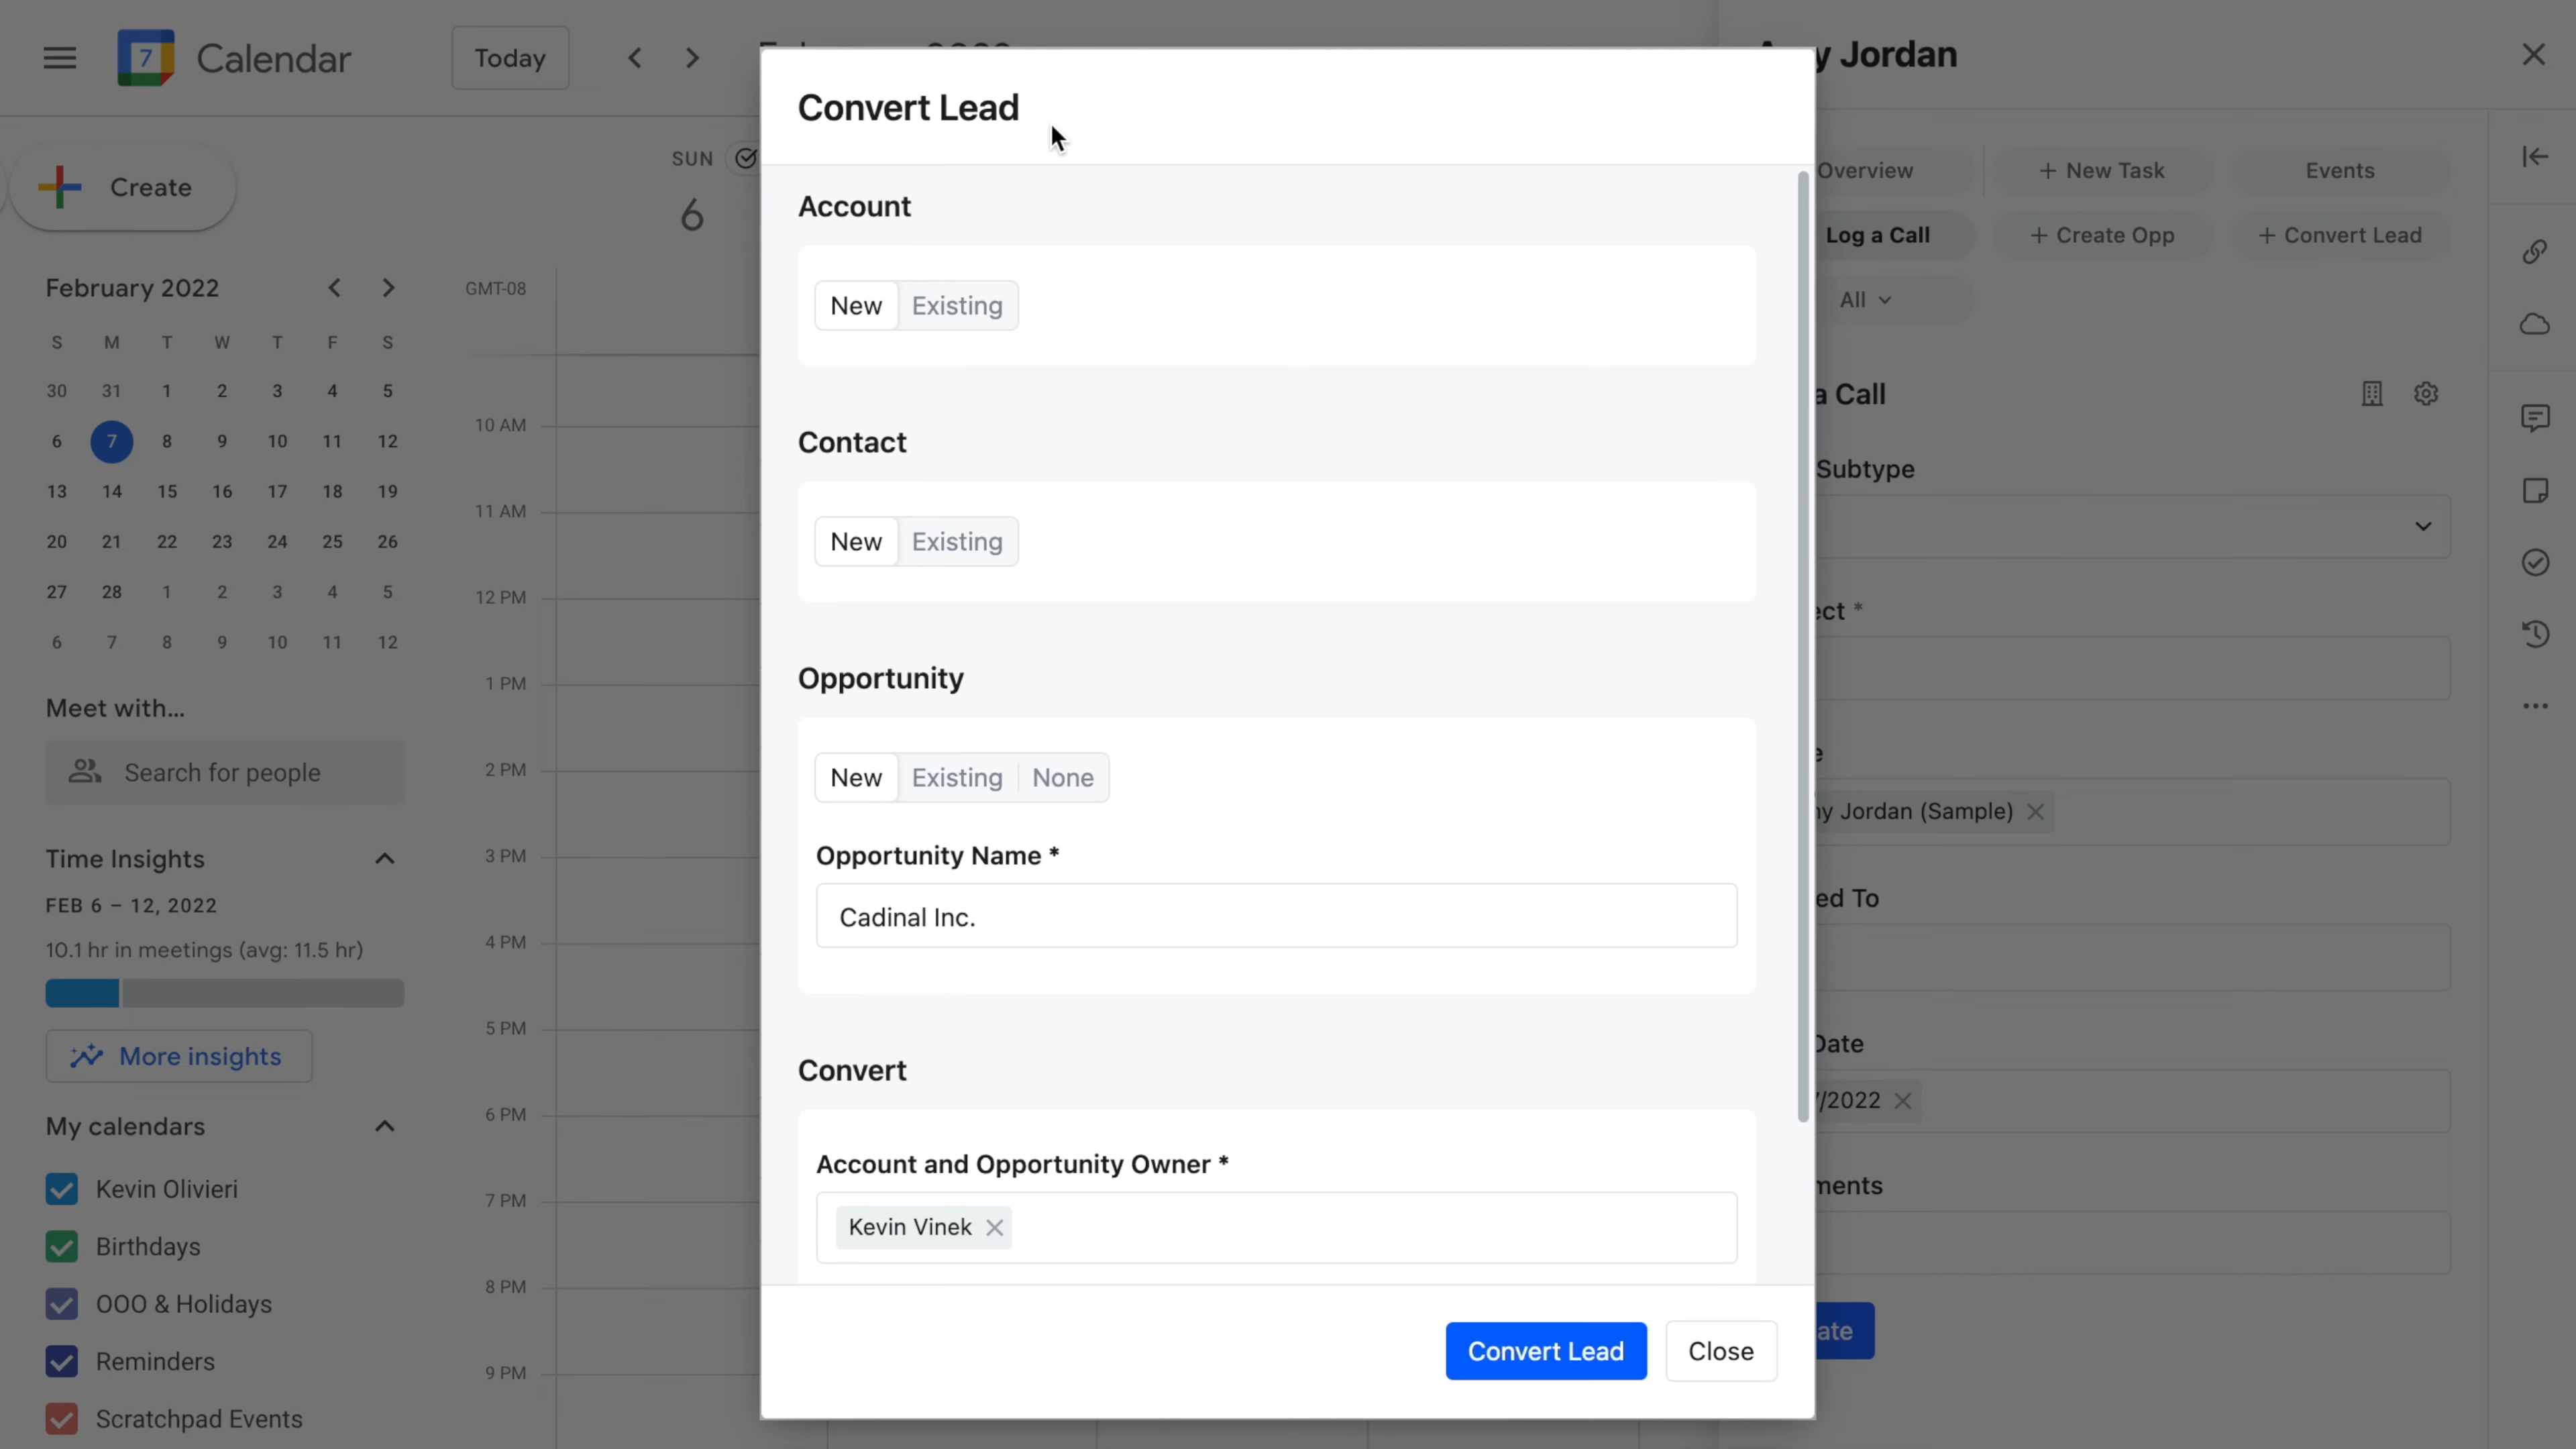 7 Calendar
Today
Convert Lead
y Jordan
Create
SUN
6
Overview
+ New Task
Events
Log a Call
+ Create Opp
+ Convert Lead
All
February 2022
S M T W T F S
30 31 1 2 3 4 5
6 7 8 9 10 11 12
13 14 15 16 17 18 19
20 21 22 23 24 25 26
27 28 1 2 3 4 5
6 7 8 9 10 11 12
Meet with...
Search for people
Time Insights
FEB 6 – 12, 2022
10.1 hr in meetings (avg: 11.5 hr)
More insights
My calendars
Kevin Olivieri
Birthdays
OOO & Holidays
Reminders
Scratchpad Events
GMT-08
10 AM
11 AM
12 PM
1 PM
2 PM
3 PM
4 PM
5 PM
6 PM
7 PM
8 PM
9 PM
Account
New Existing
Contact
New Existing
Opportunity
New Existing None
Opportunity Name *
Cadinal Inc.
Convert
Account and Opportunity Owner *
Kevin Vinek
Convert Lead
Close
a Call
Subtype
ect *
y Jordan (Sample)
ed To
Date
/2022
ments
ate